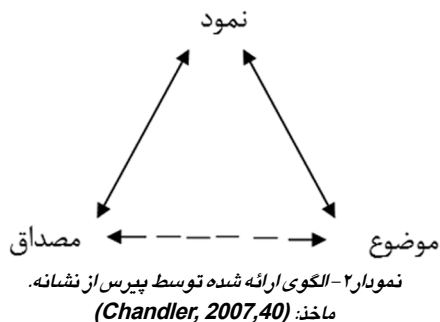 نمود
موضوع
مصداق
نمودار۲- الگوی ارائه شده توسط پیرس از نشانه.
ماخذ: (Chandler, 2007,40)